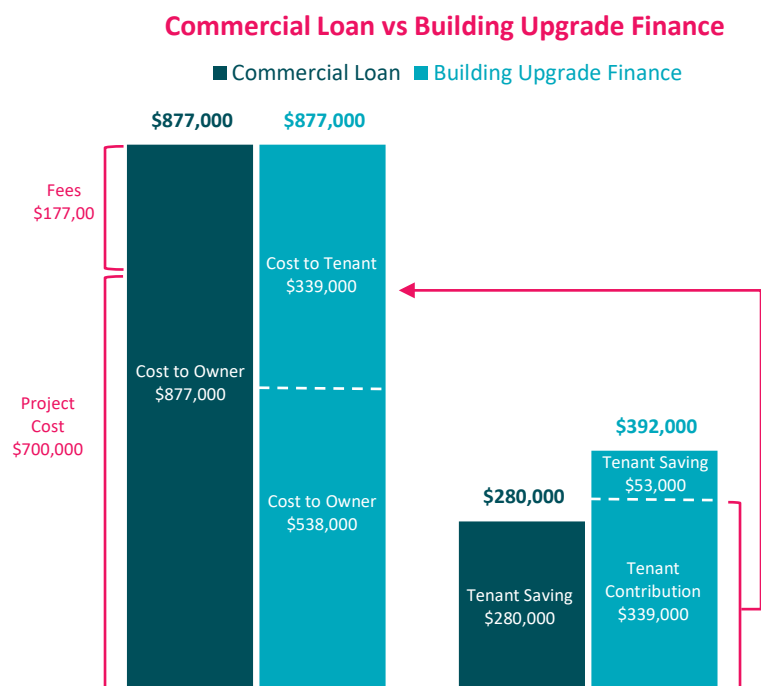 Commercial Loan vs Building Upgrade Finance
Commercial Loan Building Upgrade Finance
$877,000 $877,000
Fees
$177,00
Cost to Tenant
$339,000
Cost to Owner
$877,000
Project
Cost
$700,000
Cost to Owner
$538,000
$392,000
Tenant Saving
$53,000
$280,000
Tenant Saving
$280,000
Tenant
Contribution
$339,000